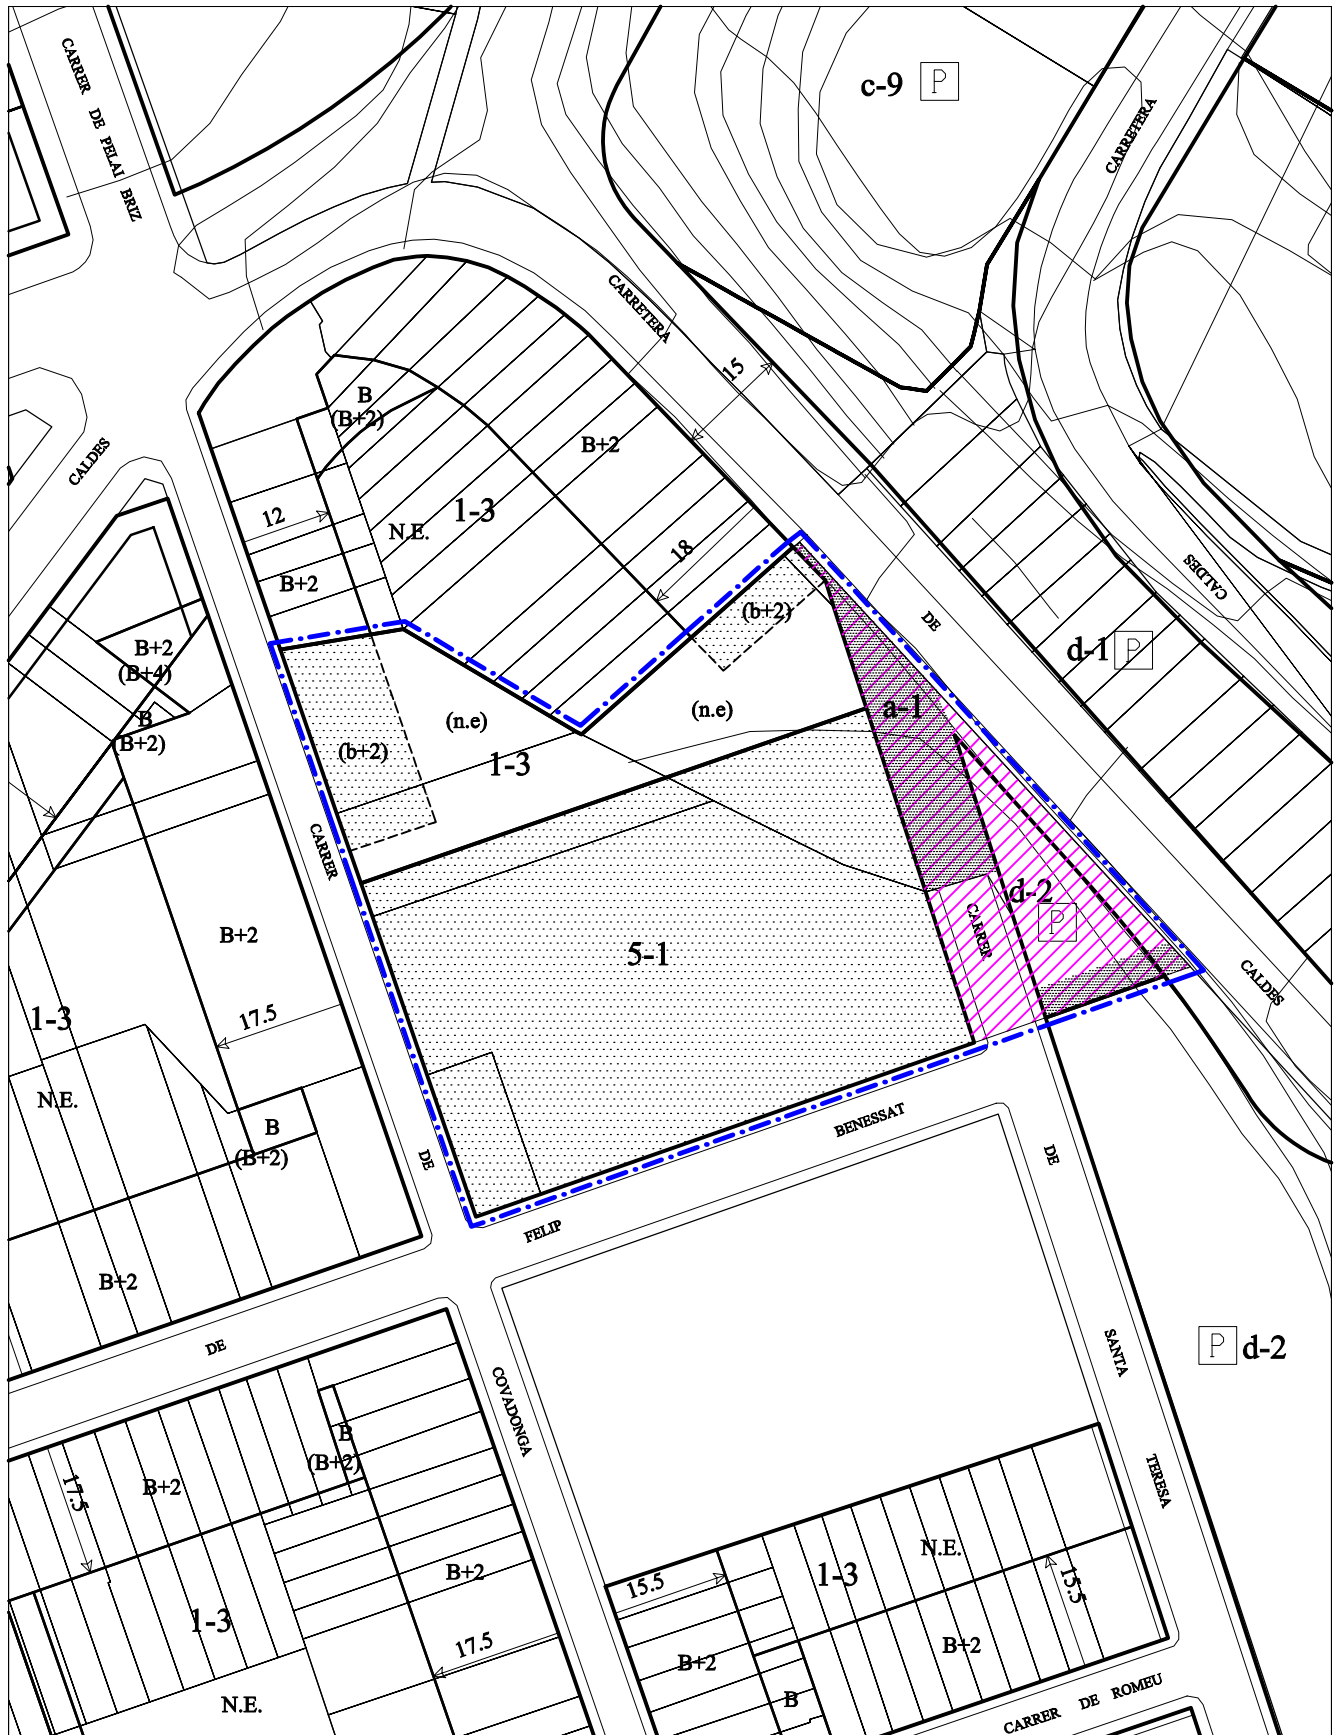 CARRER DE PELAI BRIZ
c-9 P
CARRETERA
CARRETERA
15
B
(B+2)
B+2
CALDES
12
1-3
N.E.
18
B+2
CALDES
(b+2)
DE
B+2
(B+4)
d-1 P
B
(B+2)
(n.e)
(n.e)
a-1
(b+2)
1-3
CARRER
d-2
P
CARRER
B+2
5-1
CALDES
1-3
17.5
N.E.
B
(B+2)
BENESSAT
DE
DE
FELIP
B+2
DE
SANTA
P d-2
COVADONGA
B
(B+2)
17.5
B+2
TERESA
N.E.
B+2
1-3
15.5
15.5
1-3
17.5
B+2
B+2
N.E.
B
CARRER DE ROMEU